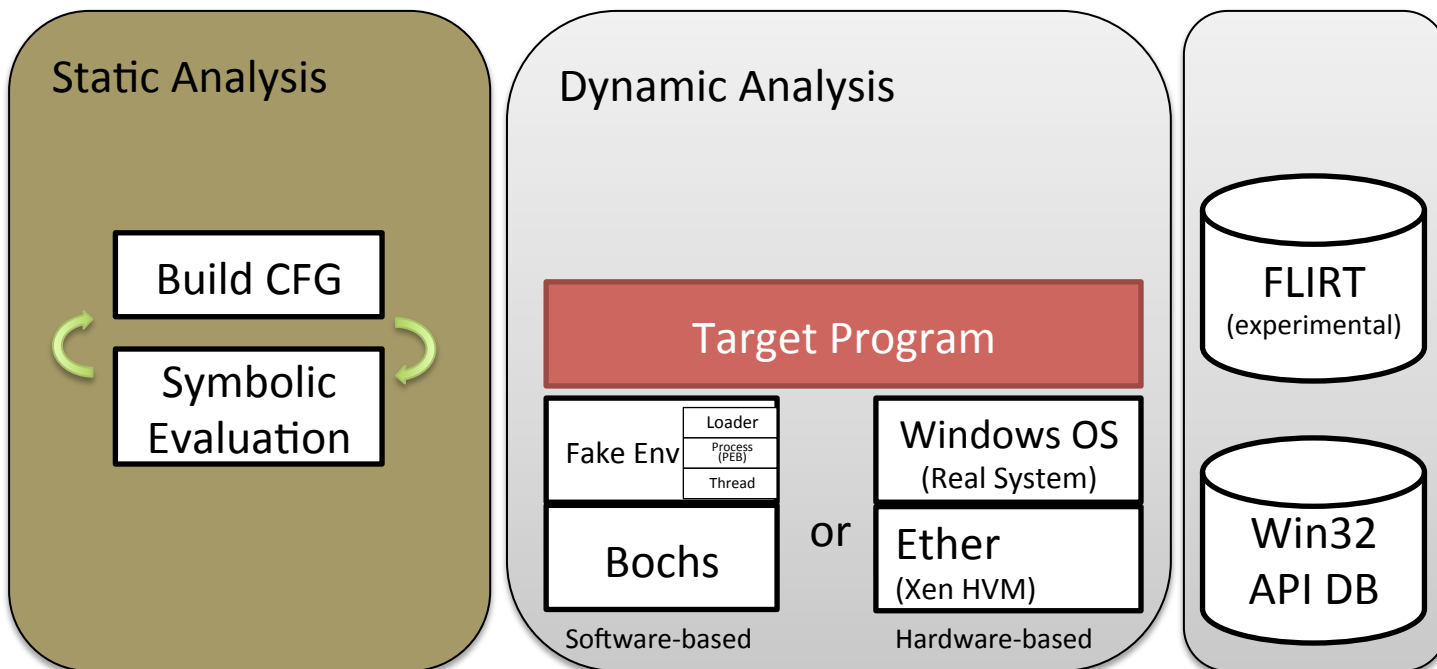 Static Analysis
Build CFG
Symbolic
Evaluation
Dynamic Analysis
Target Program
Fake Env
Loader
Process
(PEB)
Thread
Bochs
Software-based
or
Windows OS
(Real System)
Ether
(Xen HVM)
Hardware-based
FLIRT
(experimental)
Win32
API DB